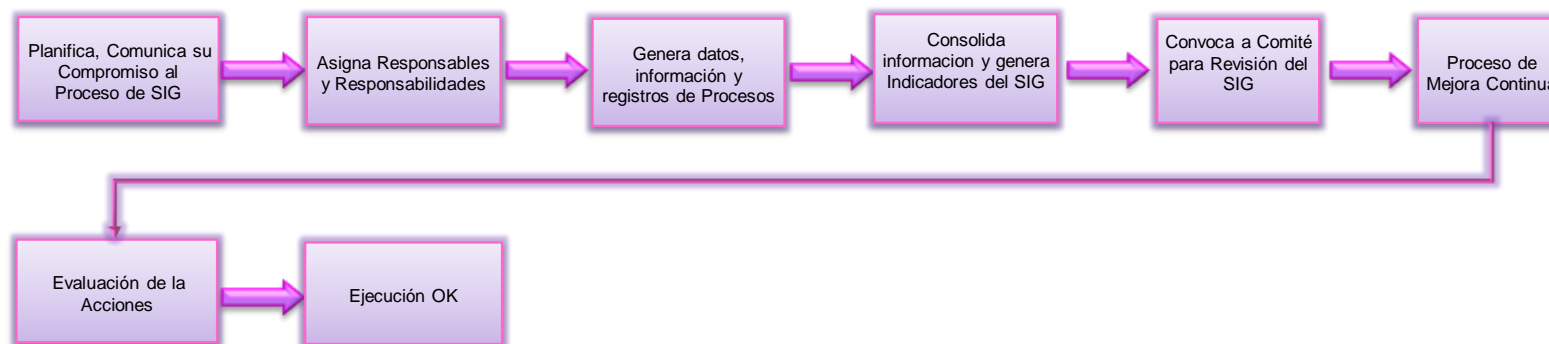 Planifica, Comunica su
Compromiso al
Proceso de SIG
Asigna Responsables
y Responsabilidades
Genera datos,
información y
registros de Procesos
Consolida
informacion y genera
Indicadores del SIG
Convoca a Comité
para Revisión del
SIG
Proceso de
Mejora Continua
Evaluación de la
Acciones
Ejecución OK